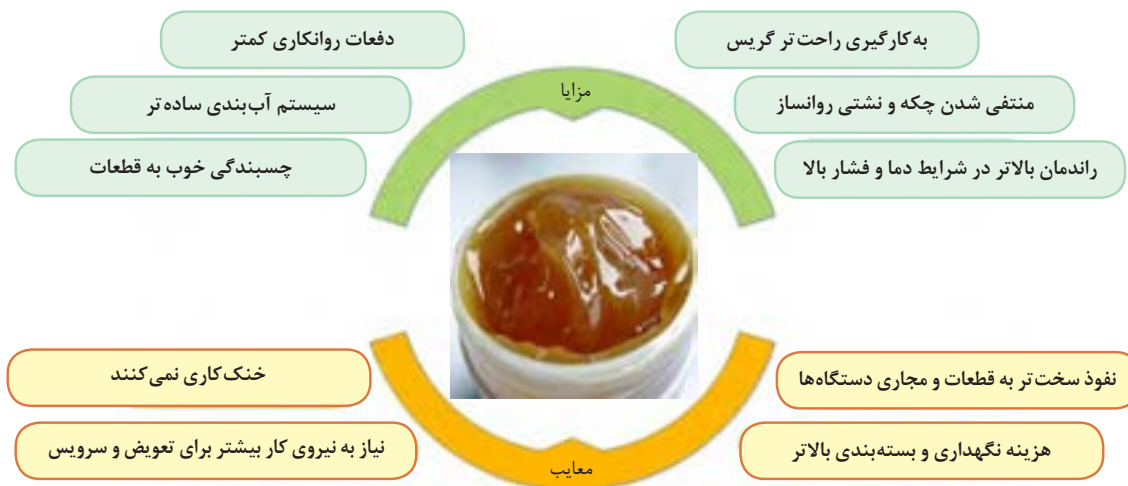 به‌کارگیری راحت‌تر گریس
دفعات روانکاری کمتر
مزایا
منتفی شدن چکه و نشتی روانساز
سیستم آب‌بندی ساده‌تر
راندمان بالاتر در شرایط دما و فشار بالا
چسبندگی خوب به قطعات
نفوذ سخت‌تر به قطعات و مجاری دستگاه‌ها
خنک‌کاری نمی‌کنند
هزینه نگهداری و بسته‌بندی بالاتر
نیاز به نیروی کار بیشتر برای تعویض و سرویس
معایب